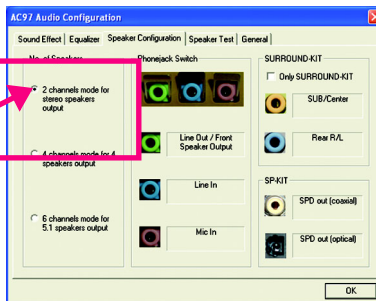 AC97 Audio Configuration
Sound Effect | Equalizer | Speaker Configuration | Speaker Test | General
No. of Speakers
2 channels mode for
stereo speakers
output
4 channels mode for 4
speakers output
6 channels mode for
5.1 speakers output
Phonejack Switch
Line Out / Front
Speaker Output
Line In
Mic In
SURROUND-KIT
Only SURROUND-KIT
SUB/Center
Rear R/L
SP-KIT
SPD out (coaxial)
SPD out (optical)
OK